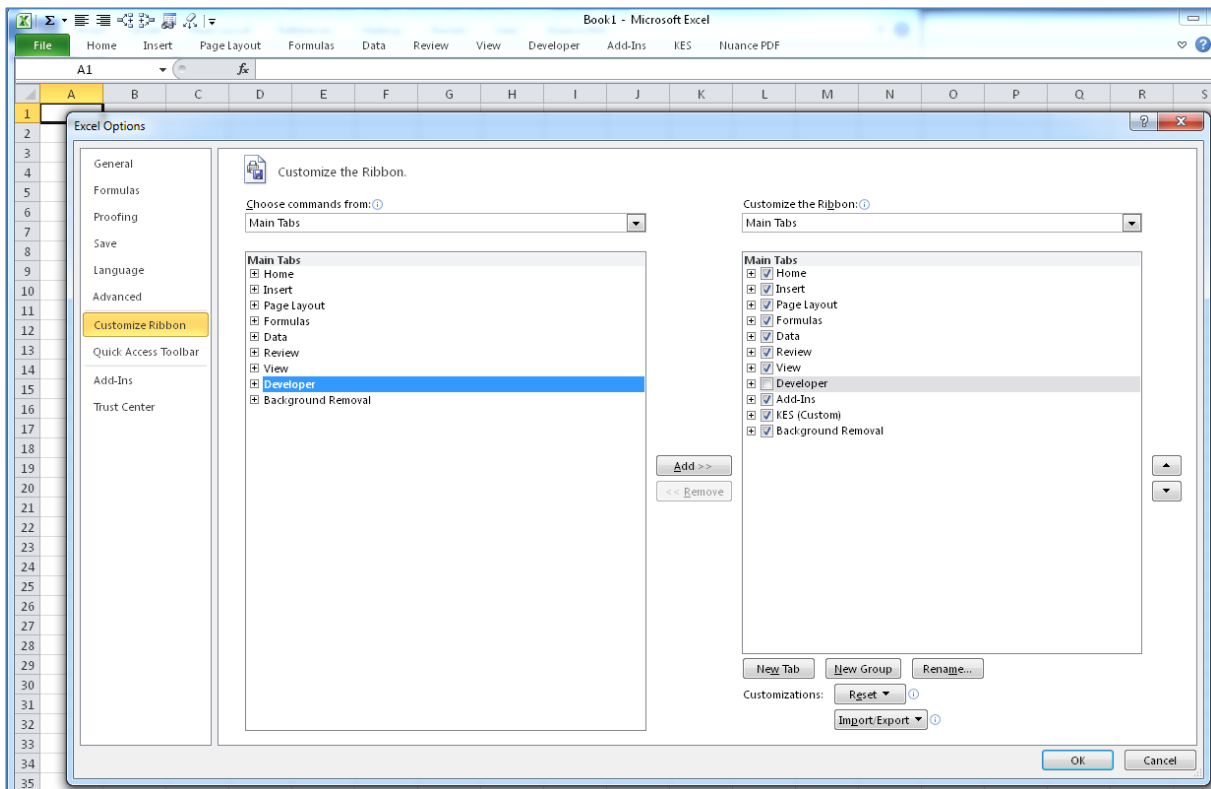 Book1 - Microsoft Excel
File Home Insert Page Layout Formulas Data Review View Developer Add-Ins KES Nuance PDF
A1 fx
A B C D E F G H I J K L M N O P Q R S
1
2
3
4
5
6
7
8
9
10
11
12
13
14
15
16
17
18
19
20
21
22
23
24
25
26
27
28
29
30
31
32
33
34
35
Excel Options
General
Formulas
Proofing
Save
Language
Advanced
Customize Ribbon
Quick Access Toolbar
Add-Ins
Trust Center
Customize the Ribbon.
Choose commands from:
Main Tabs
Main Tabs
Home
Insert
Page Layout
Formulas
Data
Review
View
Developer
Background Removal
Add >>
<< Remove
Customize the Ribbon:
Main Tabs
Main Tabs
Home
Insert
Page Layout
Formulas
Data
Review
View
Developer
Add-Ins
KES (Custom)
Background Removal
New Tab New Group Rename...
Customizations: Reset
Import/Export
OK Cancel